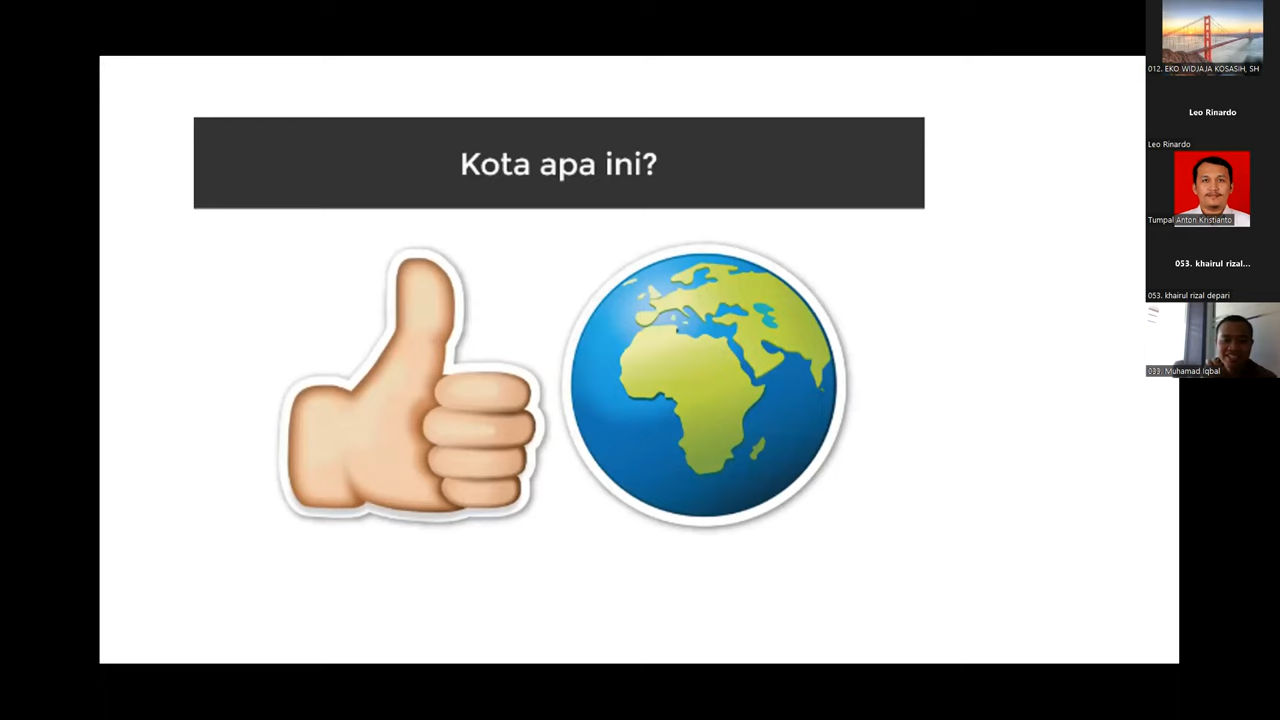 Kota apa ini?
012. EKO WIDJAJA KOSASIH, SH
Leo Rinardo
Leo Rinardo
Tumpal Anton Kristianto
053. khairul rizal...
053. khairul rizal depari
033. Muhamad Iqbal